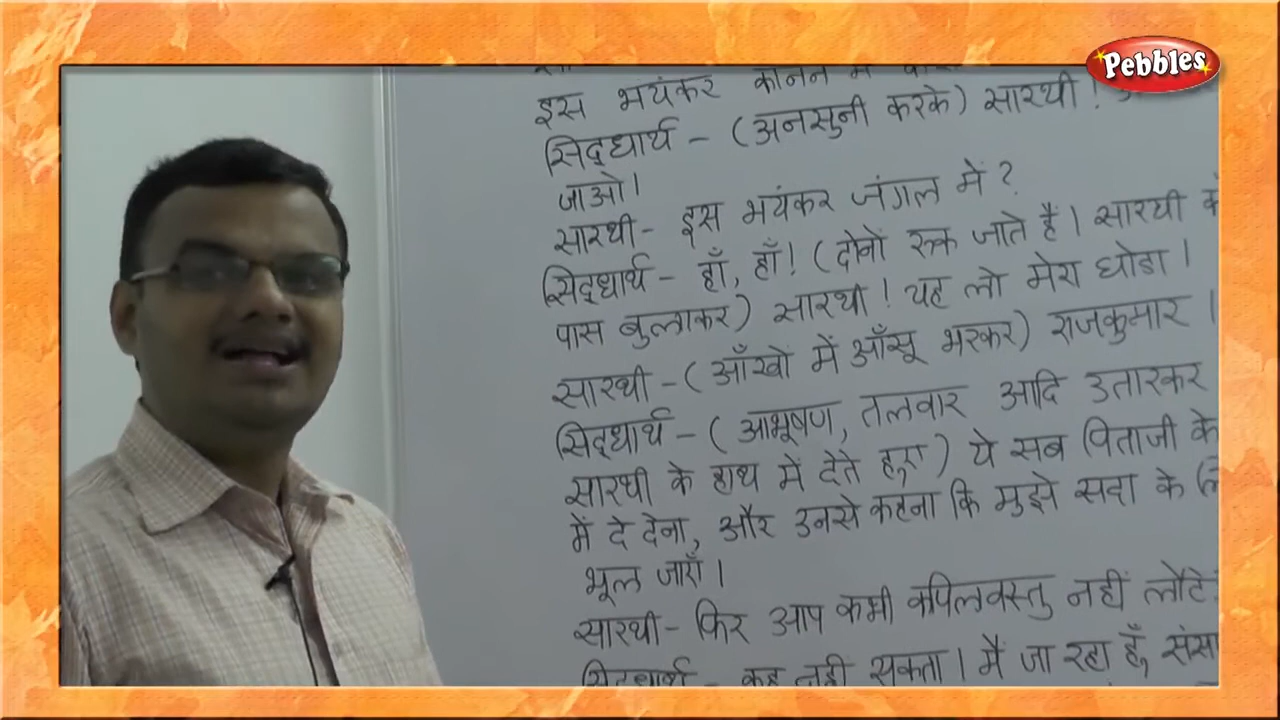 Pebbles
इस भयंकर कानन में
सिद्धार्थ - (अनसुनी करके) सारथी!
जाओ।
सारथी - इस भयंकर जंगल में?
सिद्धार्थ - हाँ, हाँ! (दोनों रुक जाते हैं। सारथी के
पास बुलाकर) सारथी! यह लो मेरा घोडा।
सारथी - (आँखों में आँसू भरकर) राजकुमार।
सिद्धार्थ - (आभूषण, तलवार आदि उतारकर
सारथी के हाथ में देते हुए) ये सब पिताजी के
में दे देना, और उनसे कहना कि मुझे सदा के
भूल जाएँ।
सारथी - फिर आप कभी कपिलवस्तु नहीं लौटें
सिद्धार्थ - कह नहीं सकता। मैं जा रहा हूँ, संसा